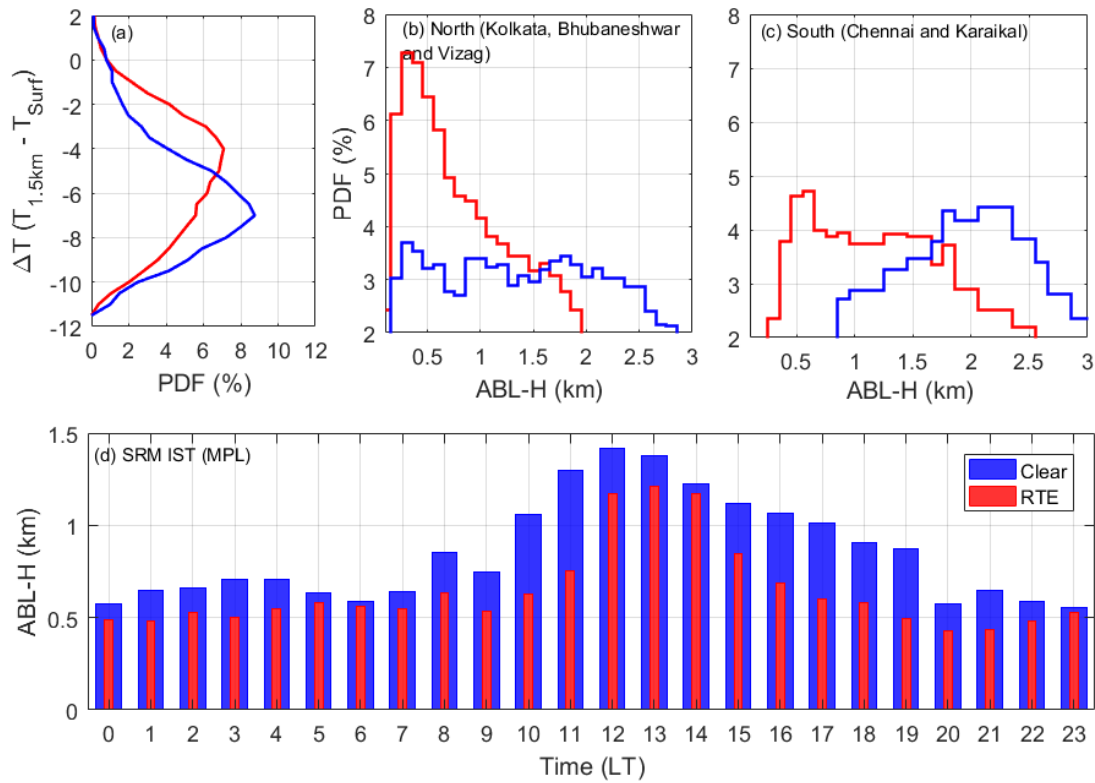 (a)
2
0
-2
-4
-6
-8
-10
-12
ΔT (T1.5km - TSurf)
0 2 4 6 8 10 12
PDF (%)
(b) North (Kolkata, Bhubaneshwar
and Vizag)
8
7
6
5
4
3
2
PDF (%)
0.5 1 1.5 2 2.5 3
ABL-H (km)
(c) South (Chennai and Karaikal)
8
7
6
5
4
3
2
0.5 1 1.5 2 2.5 3
ABL-H (km)
(d) SRM IST (MPL)
Clear
RTE
1.5
1
0.5
0
ABL-H (km)
0 1 2 3 4 5 6 7 8 9 10 11 12 13 14 15 16 17 18 19 20 21 22 23
Time (LT)